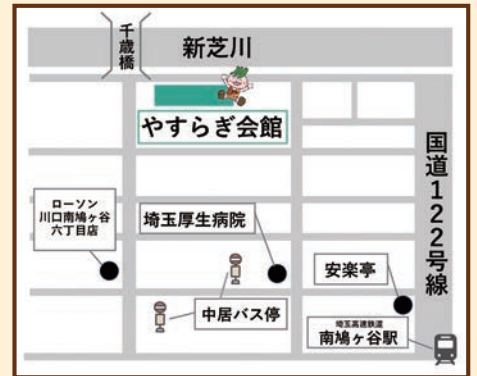 千歳橋
新芝川
やすらぎ会館
国道122号線
ローソン
川口南鳩ヶ谷
六丁目店
埼玉厚生病院
安楽亭
中居バス停
埼玉高速鉄道
南鳩ヶ谷駅